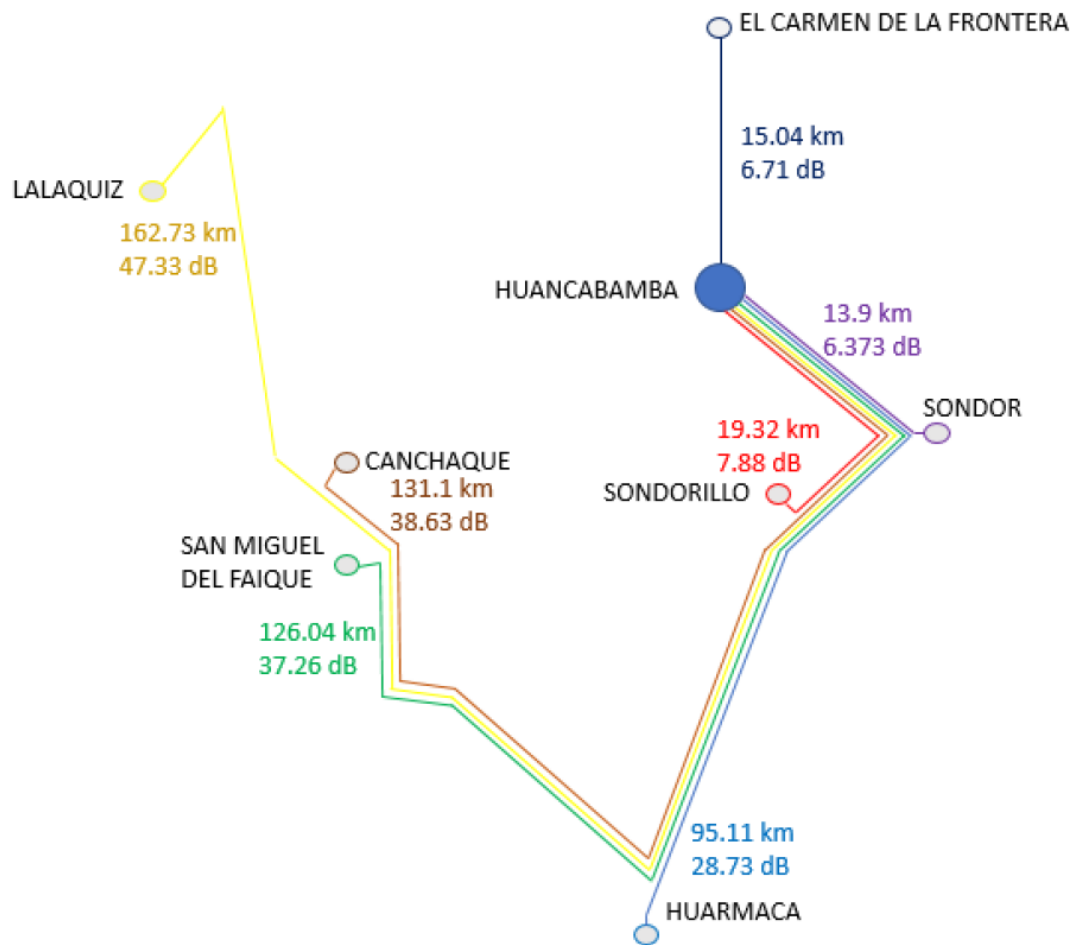 EL CARMEN DE LA FRONTERA
15.04 km
6.71 dB
LALAQUIZ
162.73 km
47.33 dB
HUANCABAMBA
13.9 km
6.373 dB
SONDOR
19.32 km
7.88 dB
SONDORILLO
CANCHAQUE
131.1 km
38.63 dB
SAN MIGUEL
DEL FAIQUE
126.04 km
37.26 dB
95.11 km
28.73 dB
HUARMACA